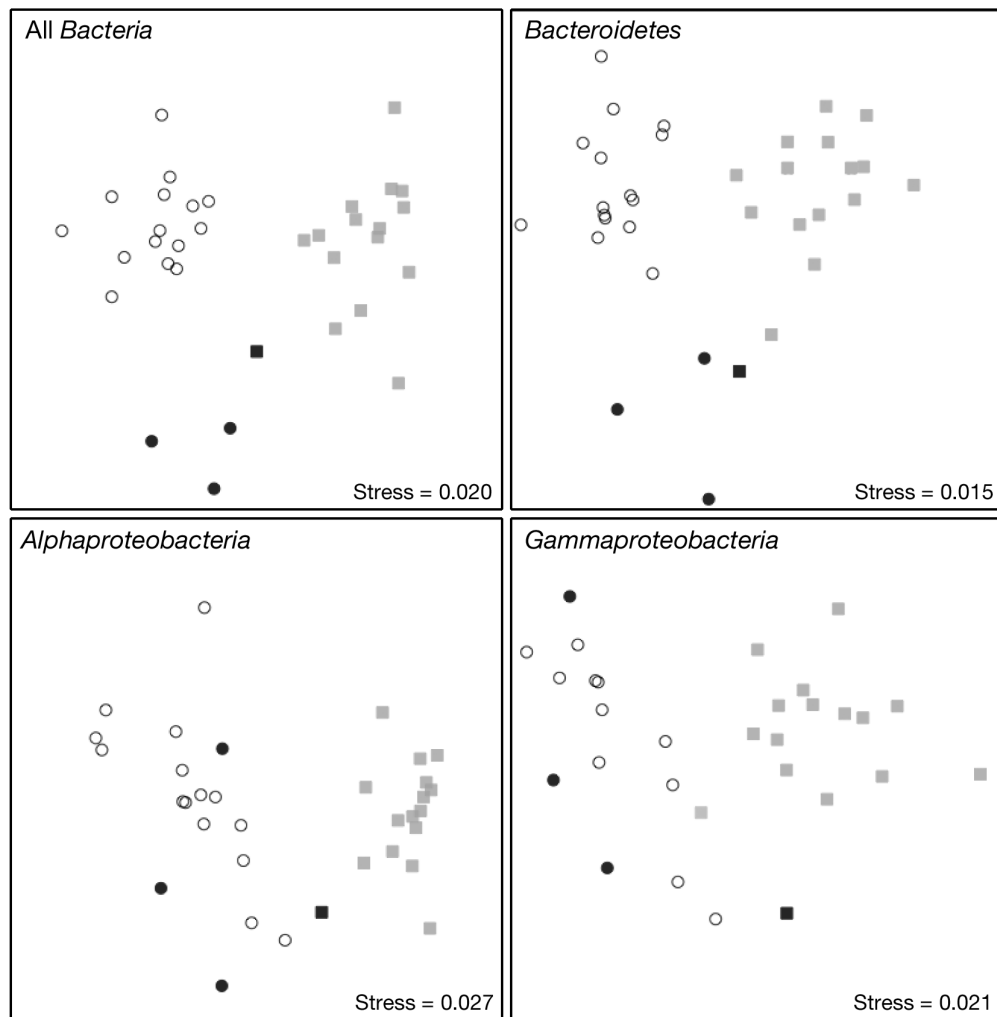 All Bacteria
Bacteroidetes
Stress = 0.020
Stress = 0.015
Alphaproteobacteria
Gammaproteobacteria
Stress = 0.027
Stress = 0.021